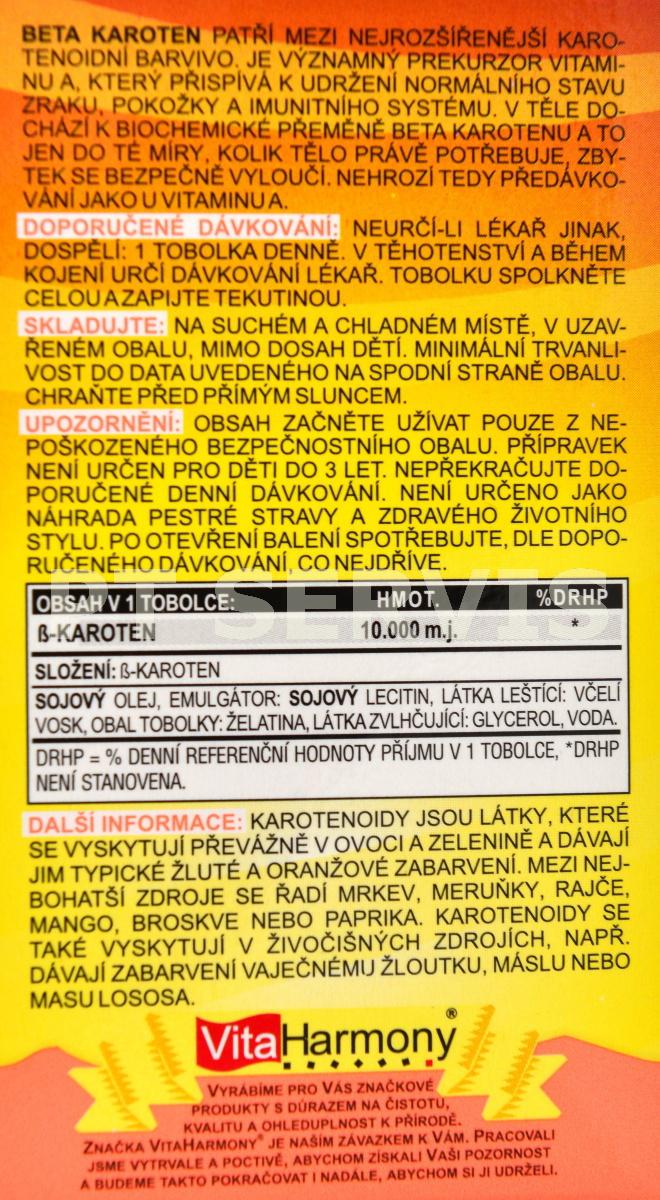 BETA KAROTEN PATŘÍ MEZI NEJROZŠÍŘENĚJŠÍ KARO-
TENOIDNÍ BARVIVO. JE VÝZNAMNÝ PREKURZOR VITAMI-
NU A, KTERÝ PŘISPÍVÁ K UDRŽENÍ NORMÁLNÍHO STAVU
ZRAKU, POKOŽKY A IMUNITNÍHO SYSTÉMU. V TĚLE DO-
CHÁZÍ K BIOCHEMICKÉ PŘEMĚNĚ BETA KAROTENU A TO
JEN DO TÉ MÍRY, KOLIK TĚLO PRÁVĚ POTŘEBUJE, ZBY-
TEK SE BEZPEČNĚ VYLOUČÍ. NEHROZÍ TEDY PŘEDÁVKO-
VÁNÍ JAKO U VITAMINU A.
DOPORUČENÉ DÁVKOVÁNÍ: NEURČÍ-LI LÉKAŘ JINAK,
DOSPĚLÍ: 1 TOBOLKA DENNĚ. V TĚHOTENSTVÍ A BĚHEM
KOJENÍ URČÍ DÁVKOVÁNÍ LÉKAŘ. TOBOLKU SPOLKNĚTE
CELOU A ZAPIJTE TEKUTINOU.
SKLADUJTE: NA SUCHÉM A CHLADNÉM MÍSTĚ, V UZAV-
ŘENÉM OBALU, MIMO DOSAH DĚTÍ. MINIMÁLNÍ TRVANLI-
VOST DO DATA UVEDENÉHO NA SPODNÍ STRANĚ OBALU.
CHRAŇTE PŘED PŘÍMÝM SLUNCEM.
UPOZORNĚNÍ: OBSAH ZAČNĚTE UŽÍVAT POUZE Z NE-
POŠKOZENÉHO BEZPEČNOSTNÍHO OBALU. PŘÍPRAVEK
NENÍ URČEN PRO DĚTI DO 3 LET. NEPŘEKRAČUJTE DO-
PORUČENÉ DENNÍ DÁVKOVÁNÍ. NENÍ URČENO JAKO
NÁHRADA PESTRÉ STRAVY A ZDRAVÉHO ŽIVOTNÍHO
STYLU. PO OTEVŘENÍ BALENÍ SPOTŘEBUJTE, DLE DOPO-
RUČENÉHO DÁVKOVÁNÍ, CO NEJDŘÍVE.
PT SERVIS
OBSAH V 1 TOBOLCE: HMOT. %DRHP
ß-KAROTEN 10.000 m.j. *
SLOŽENÍ: ß-KAROTEN
SOJOVÝ OLEJ, EMULGÁTOR: SOJOVÝ LECITIN, LÁTKA LEŠTÍCÍ: VČELÍ
VOSK, OBAL TOBOLKY: ŽELATINA, LÁTKA ZVLHČUJÍCÍ: GLYCEROL, VODA.
DRHP = % DENNÍ REFERENČNÍ HODNOTY PŘÍJMU V 1 TOBOLCE, *DRHP
NENÍ STANOVENA.
DALŠÍ INFORMACE: KAROTENOIDY JSOU LÁTKY, KTERÉ
SE VYSKYTUJÍ PŘEVÁŽNĚ V OVOCI A ZELENINĚ A DÁVAJÍ
JIM TYPICKÉ ŽLUTÉ A ORANŽOVÉ ZABARVENÍ. MEZI NEJ-
BOHATŠÍ ZDROJE SE ŘADÍ MRKEV, MERUŇKY, RAJČE,
MANGO, BROSKVE NEBO PAPRIKA. KAROTENOIDY SE
TAKÉ VYSKYTUJÍ V ŽIVOČIŠNÝCH ZDROJÍCH, NAPŘ.
DÁVAJÍ ZABARVENÍ VAJEČNÉMU ŽLOUTKU, MÁSLU NEBO
MASU LOSOSA.
VitaHarmony®
VYRÁBÍME PRO VÁS ZNAČKOVÉ
PRODUKTY S DŮRAZEM NA ČISTOTU,
KVALITU A OHLEDUPLNOST K PŘÍRODĚ.
ZNAČKA VITAHARMONY® JE NAŠÍM ZÁVAZKEM K VÁM. PRACOVALI
JSME VYTRVALE A POCTIVĚ, ABYCHOM ZÍSKALI VAŠI POZORNOST
A BUDEME TAKTO POKRAČOVAT I NADÁLE, ABYCHOM SI JI UDRŽELI.